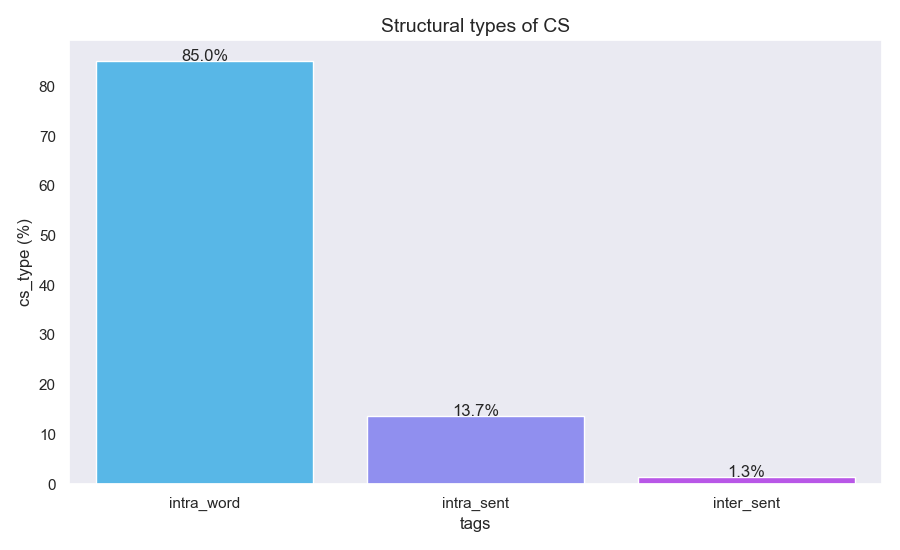 Structural types of CS
85.0%
80
70
60
50
40
30
20
10
0
cs_type (%)
13.7%
1.3%
intra_word
intra_sent
inter_sent
tags